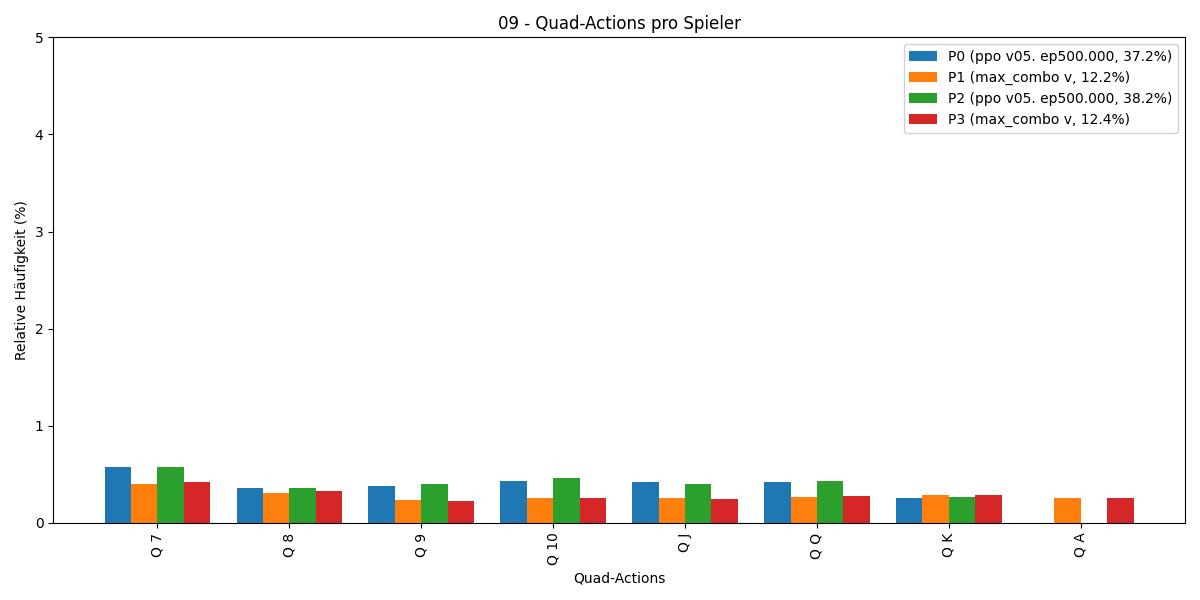 09 - Quad-Actions pro Spieler
Relative Häufigkeit (%)
5
4
3
2
1
0
P0 (ppo v05. ep500.000, 37.2%)
P1 (max_combo v, 12.2%)
P2 (ppo v05. ep500.000, 38.2%)
P3 (max_combo v, 12.4%)
Q 7
Q 8
Q 9
Q 10
Q J
Q Q
Q K
Q A
Quad-Actions